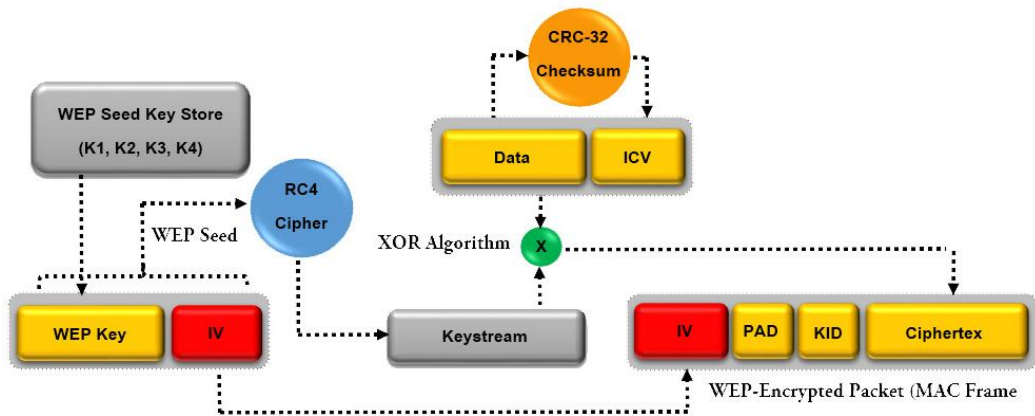 CRC-32
Checksum
WEP Seed Key Store
(K1, K2, K3, K4)
Data
ICV
RC4
Cipher
WEP Seed
XOR Algorithm
X
WEP Key
IV
Keystream
IV
PAD
KID
Ciphertex
WEP-Encrypted Packet (MAC Frame